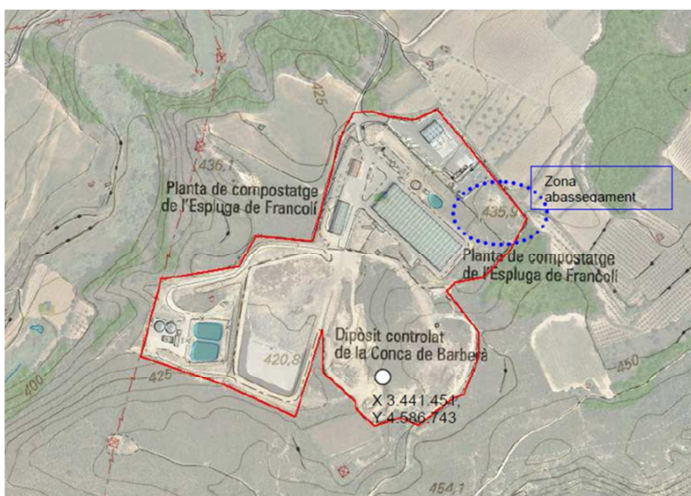 425
436,1
Planta de compostatge
de l'Espluga de Francolí
Zona
abassegament
435,9
Planta de compostatge
de l'Espluga de Francolí
Dipòsit controlat
de la Conca de Barberà
420,8
X 3.441.451,
Y 4.586.743
425
400
450
454,1